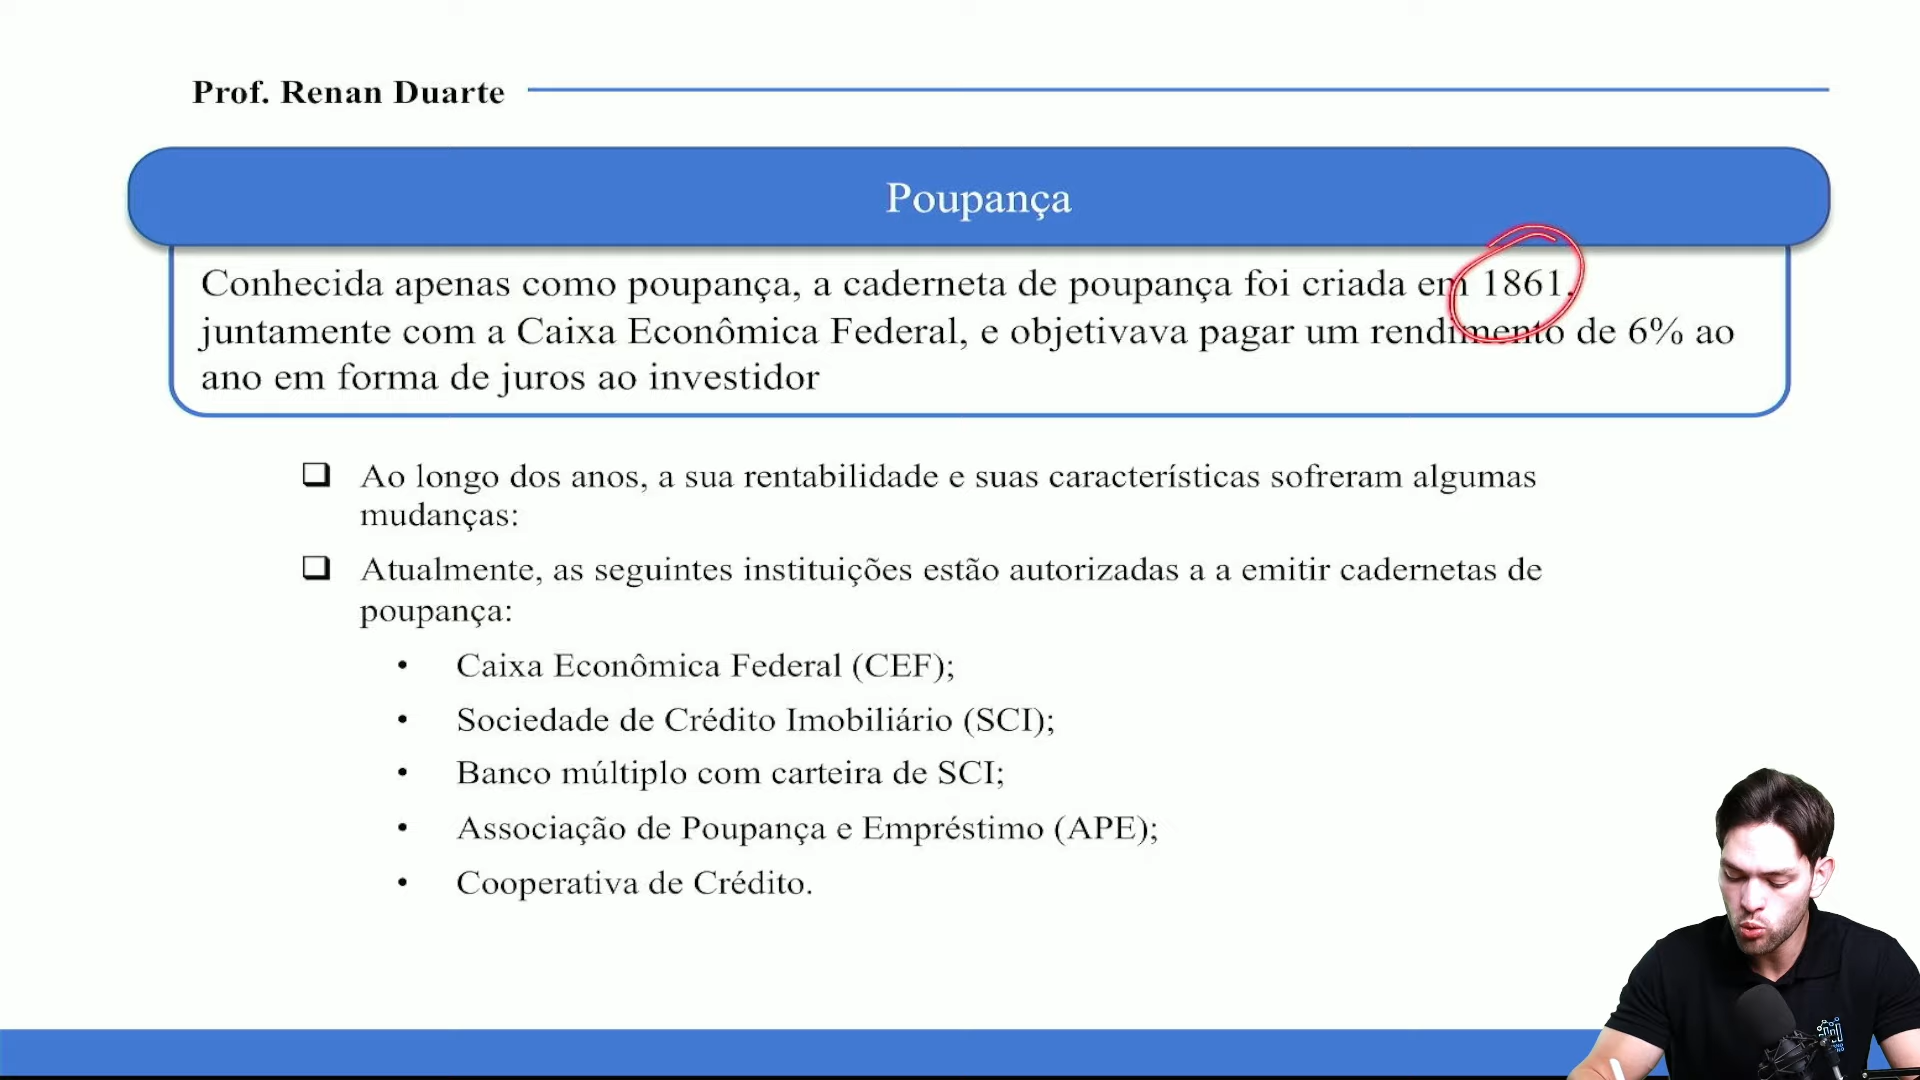 Prof. Renan Duarte
Poupança
Conhecida apenas como poupança, a caderneta de poupança foi criada em 1861,
juntamente com a Caixa Econômica Federal, e objetivava pagar um rendimento de 6% ao
ano em forma de juros ao investidor
❑ Ao longo dos anos, a sua rentabilidade e suas características sofreram algumas
mudanças:
❑ Atualmente, as seguintes instituições estão autorizadas a a emitir cadernetas de
poupança:
• Caixa Econômica Federal (CEF);
• Sociedade de Crédito Imobiliário (SCI);
• Banco múltiplo com carteira de SCI;
• Associação de Poupança e Empréstimo (APE);
• Cooperativa de Crédito.